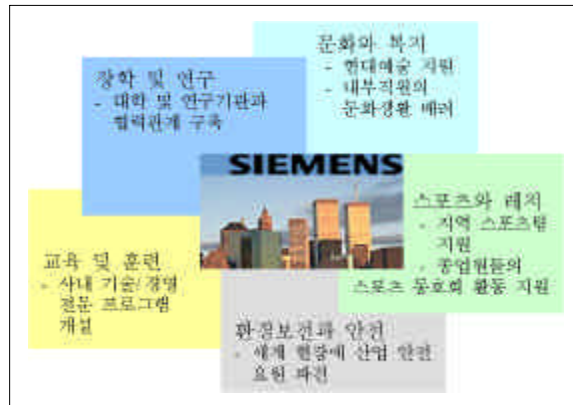 문화와 복지
- 현대예술 지원
- 내부직원의
문화생활 배려
장학 및 연구
- 대학 및 연구기관과
협력관계 구축
SIEMENS
스포츠와 레저
- 지역 스포츠팀
지원
- 종업원들의
스포츠 동호회 활동 지원
교육 및 훈련
- 사내 기술/경영
전문 프로그램
개설
환경보전과 안전
- 세계 현장에 산업 안전
요원 파견